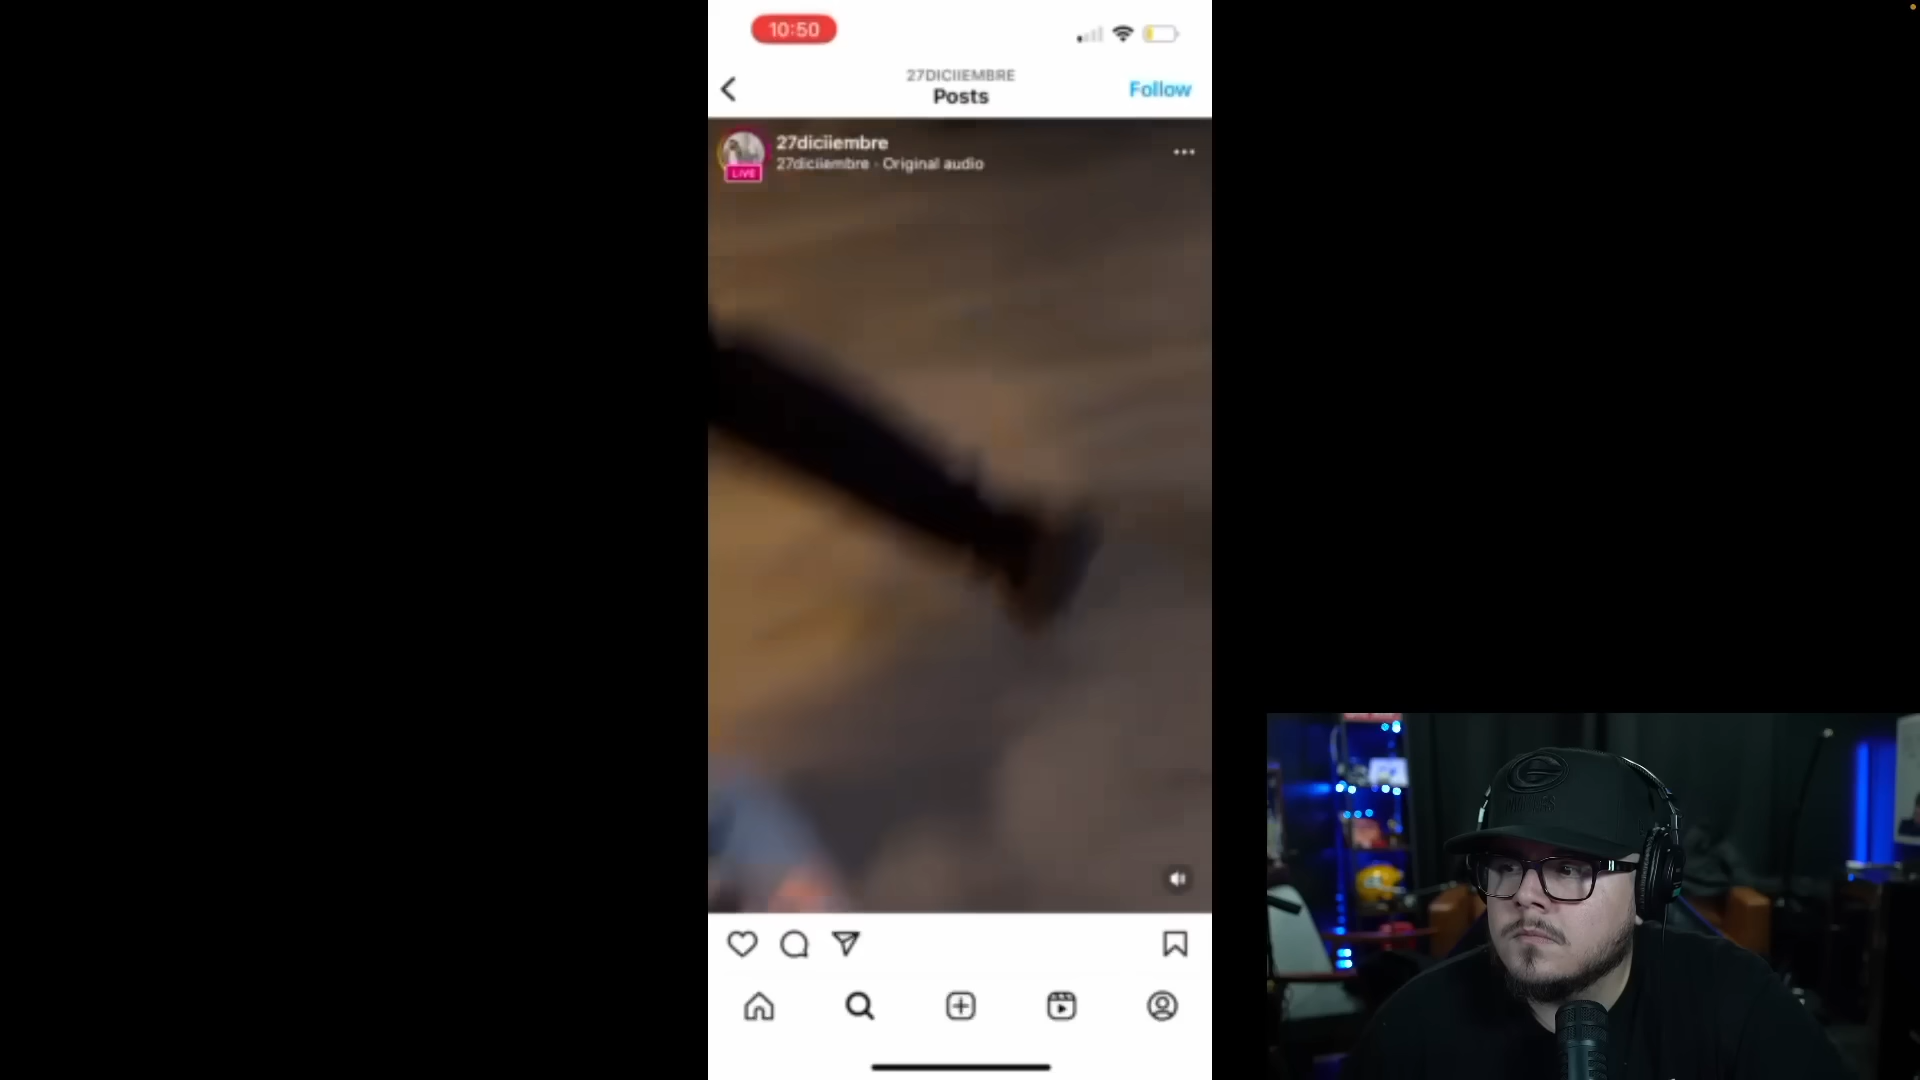 10:50
27DICIIEMBRE
Posts
Follow
27diciiembre
27diciiembre · Original audio
LIVE